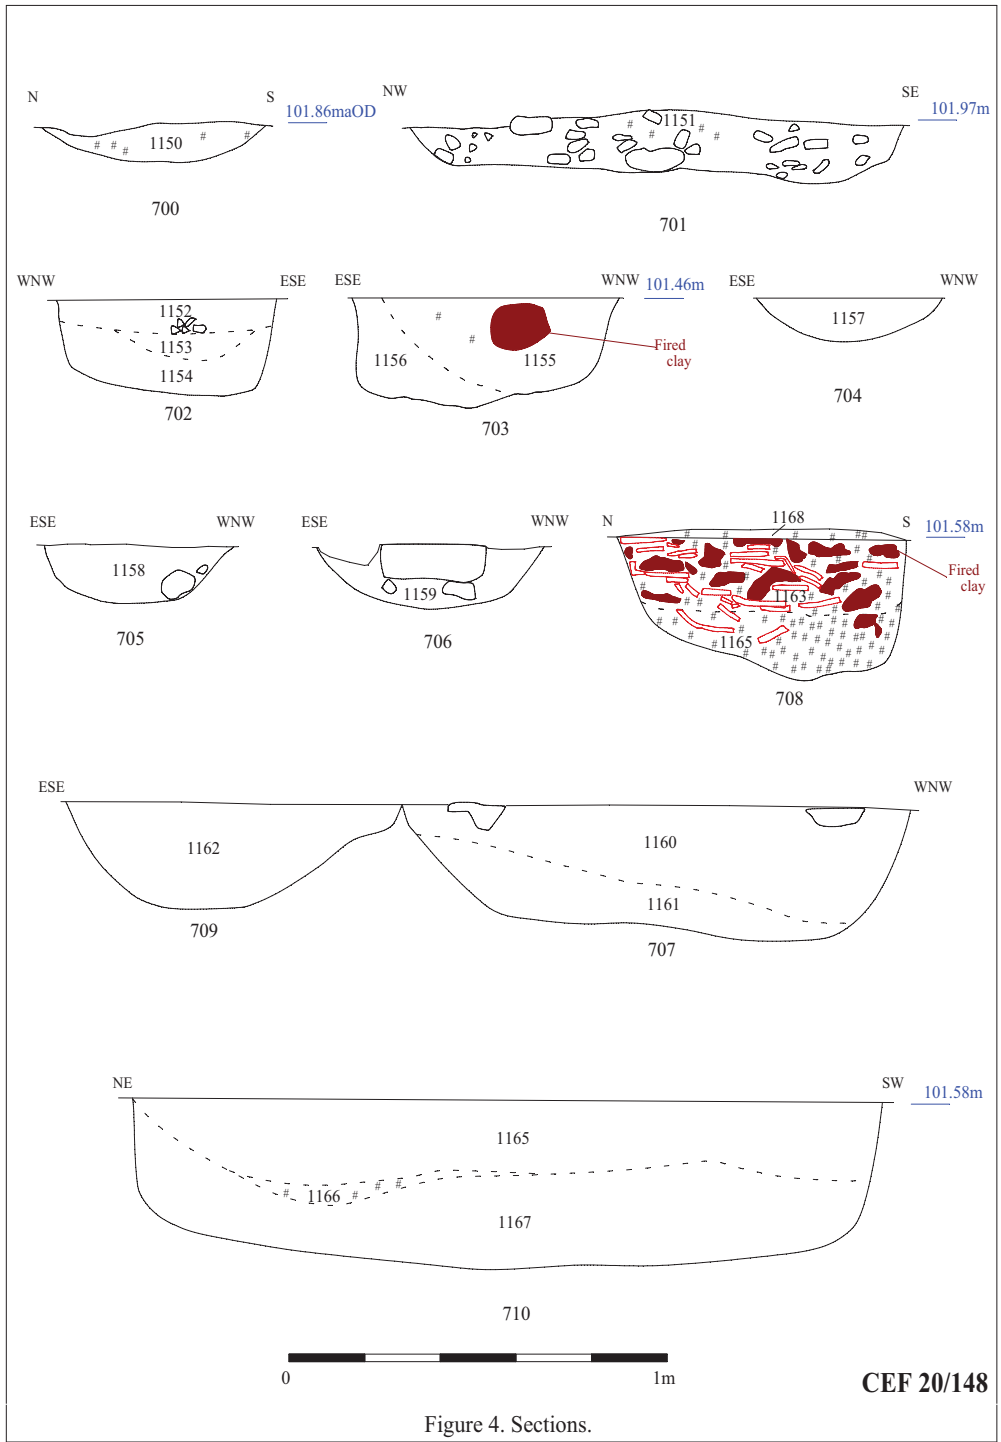 N S 101.86maOD NW SE 101.97m
1150
700
1151
701
WNW ESE ESE WNW 101.46m ESE WNW
1152
1153
1154
702
1156 1155
Fired
clay
703
1157
704
ESE WNW ESE WNW N S 101.58m
1158
705
1159
706
1168
Fired
clay
1163
1165
708
ESE WNW
1162
709
1160
1161
707
NE SW 101.58m
1165
1166
1167
710
0 1m
CEF 20/148
Figure 4. Sections.